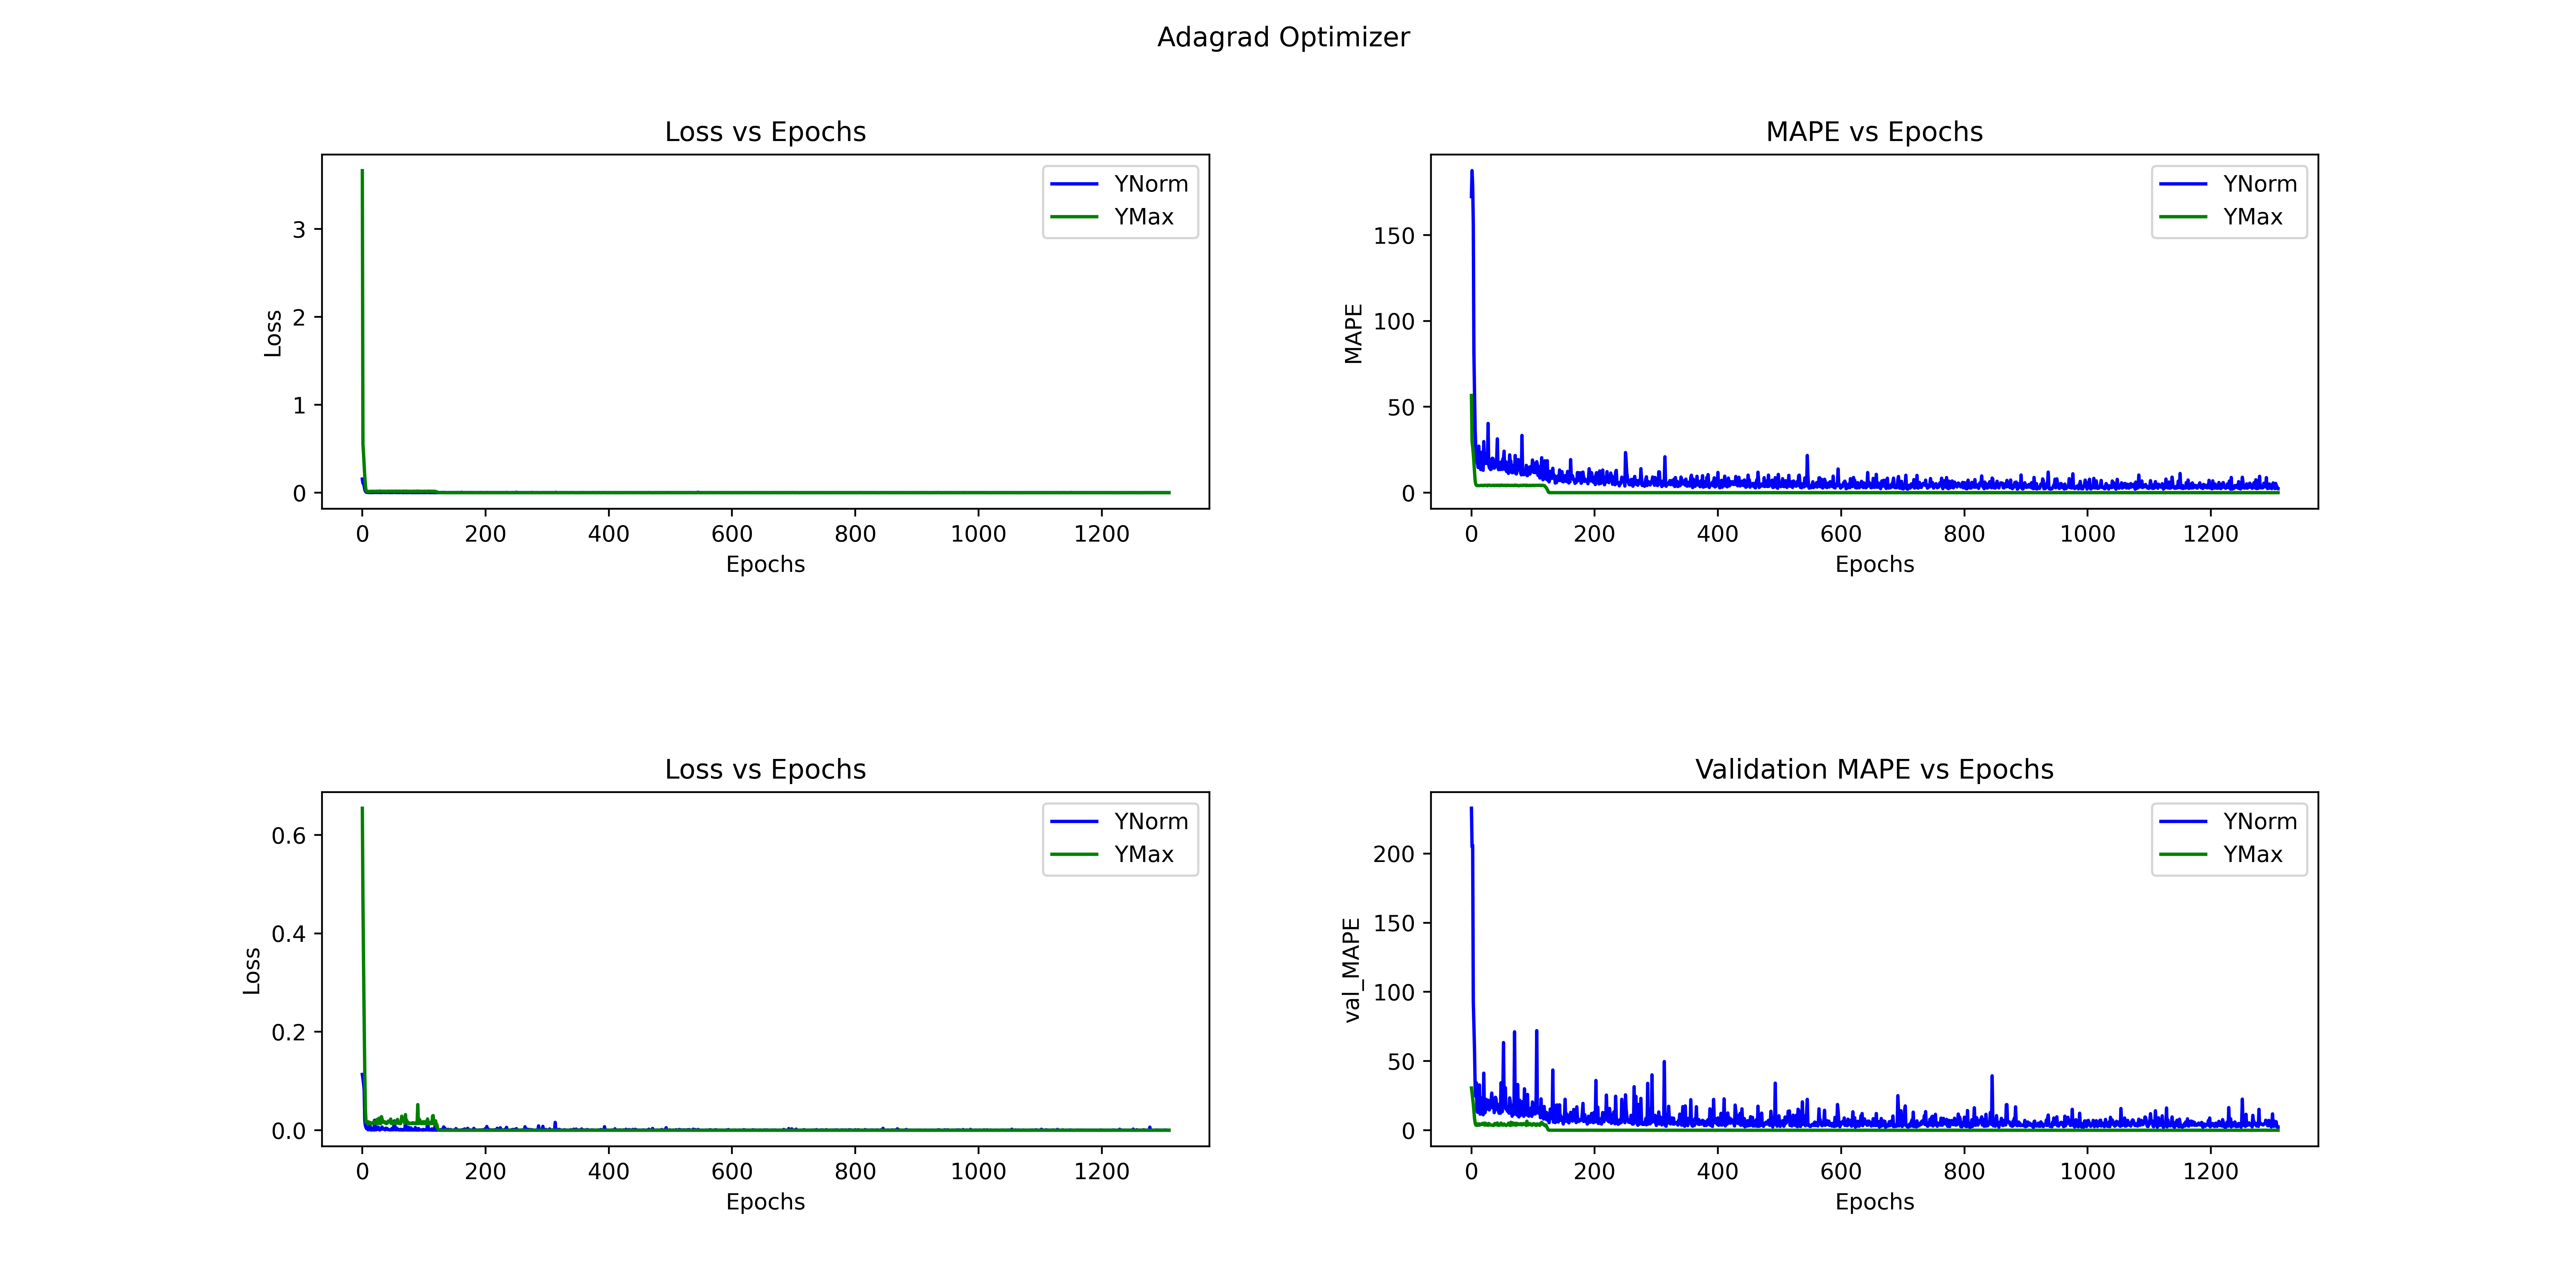 Adagrad Optimizer
Loss vs Epochs
3
2
1
0
Loss
0 200 400 600 800 1000 1200
Epochs
YNorm
YMax
MAPE vs Epochs
150
100
50
0
MAPE
0 200 400 600 800 1000 1200
Epochs
YNorm
YMax
Loss vs Epochs
0.6
0.4
0.2
0.0
Loss
0 200 400 600 800 1000 1200
Epochs
YNorm
YMax
Validation MAPE vs Epochs
200
150
100
50
0
val_MAPE
0 200 400 600 800 1000 1200
Epochs
YNorm
YMax